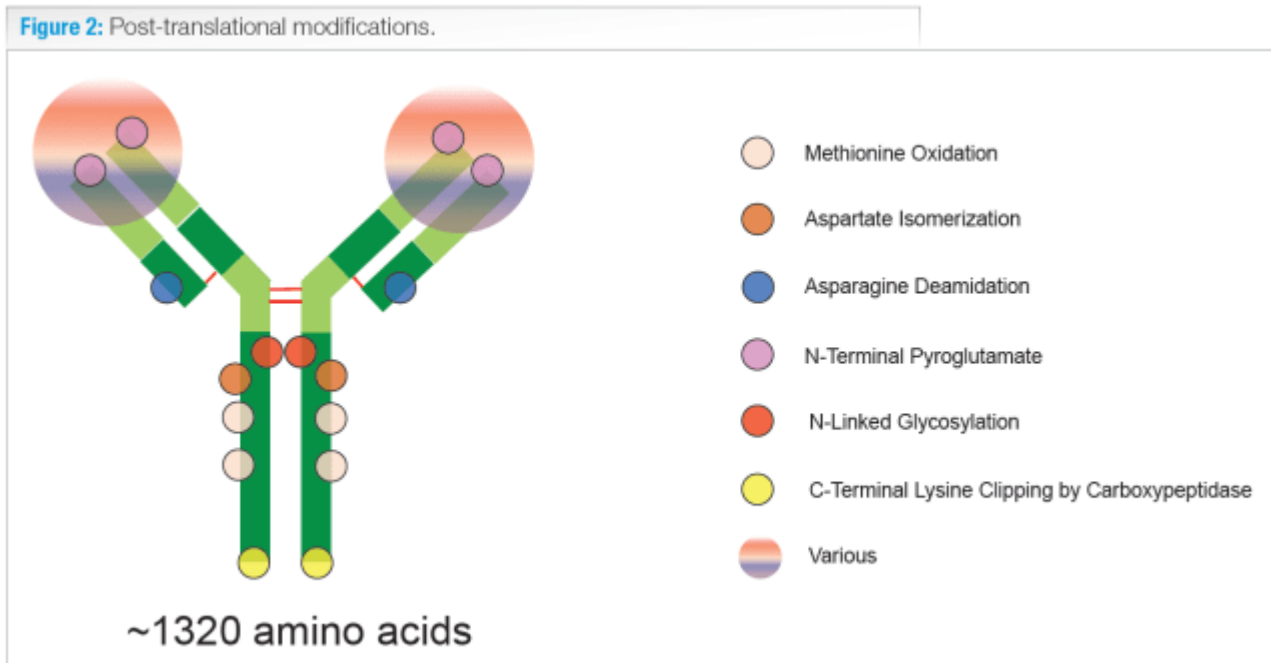 Figure 2: Post-translational modifications.
Methionine Oxidation
Aspartate Isomerization
Asparagine Deamidation
N-Terminal Pyroglutamate
N-Linked Glycosylation
C-Terminal Lysine Clipping by Carboxypeptidase
Various
~1320 amino acids